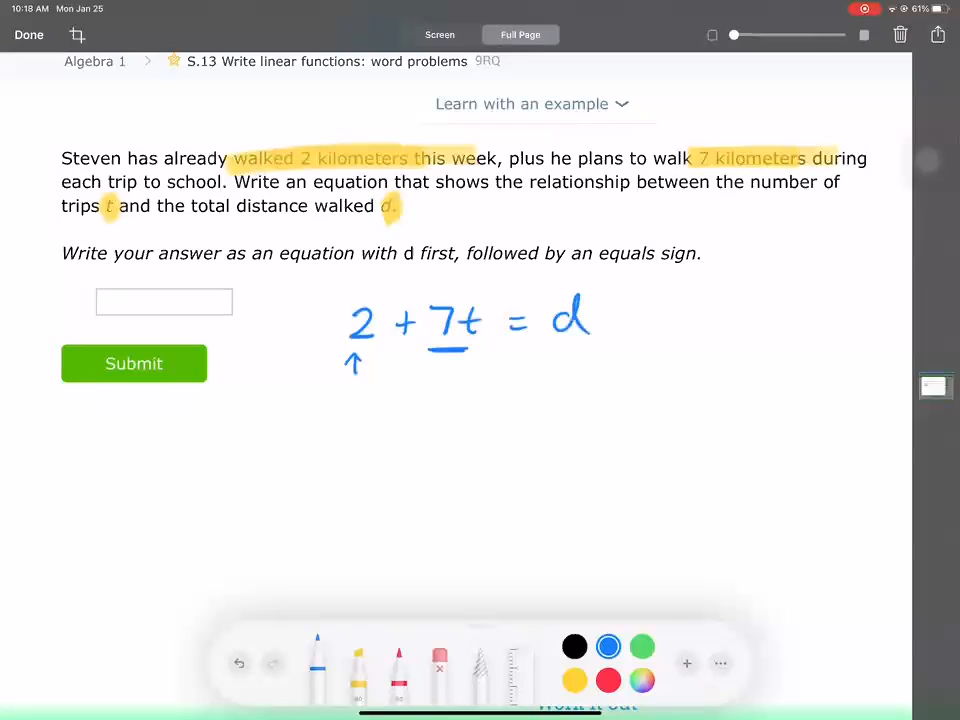 10:18 AM Mon Jan 25
61%
Done
Screen
Full Page
Algebra 1 > S.13 Write linear functions: word problems 9RQ
Learn with an example
Steven has already walked 2 kilometers this week, plus he plans to walk 7 kilometers during
each trip to school. Write an equation that shows the relationship between the number of
trips t and the total distance walked d.
Write your answer as an equation with d first, followed by an equals sign.
2 + 7t = d
Submit
Work it out